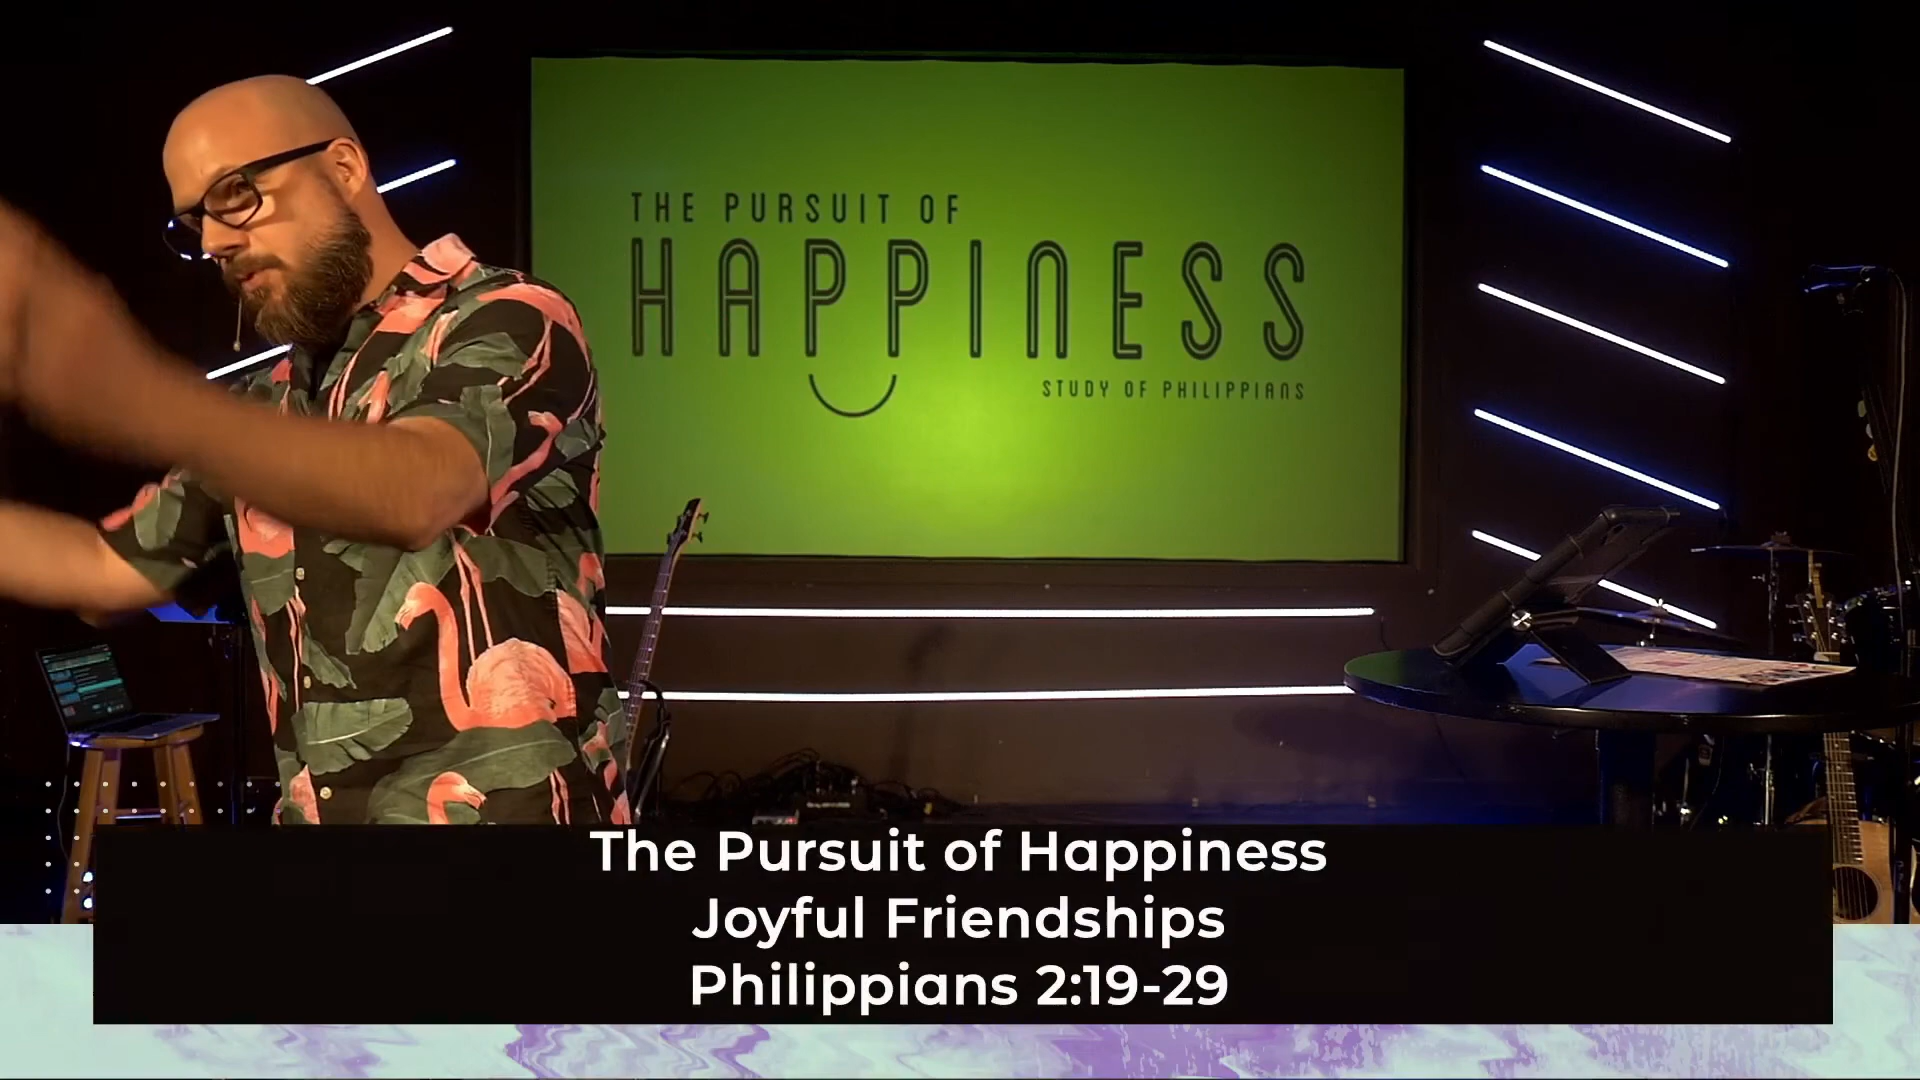 THE PURSUIT OF
HAPPINESS
STUDY OF PHILIPPIANS
The Pursuit of Happiness
Joyful Friendships
Philippians 2:19-29